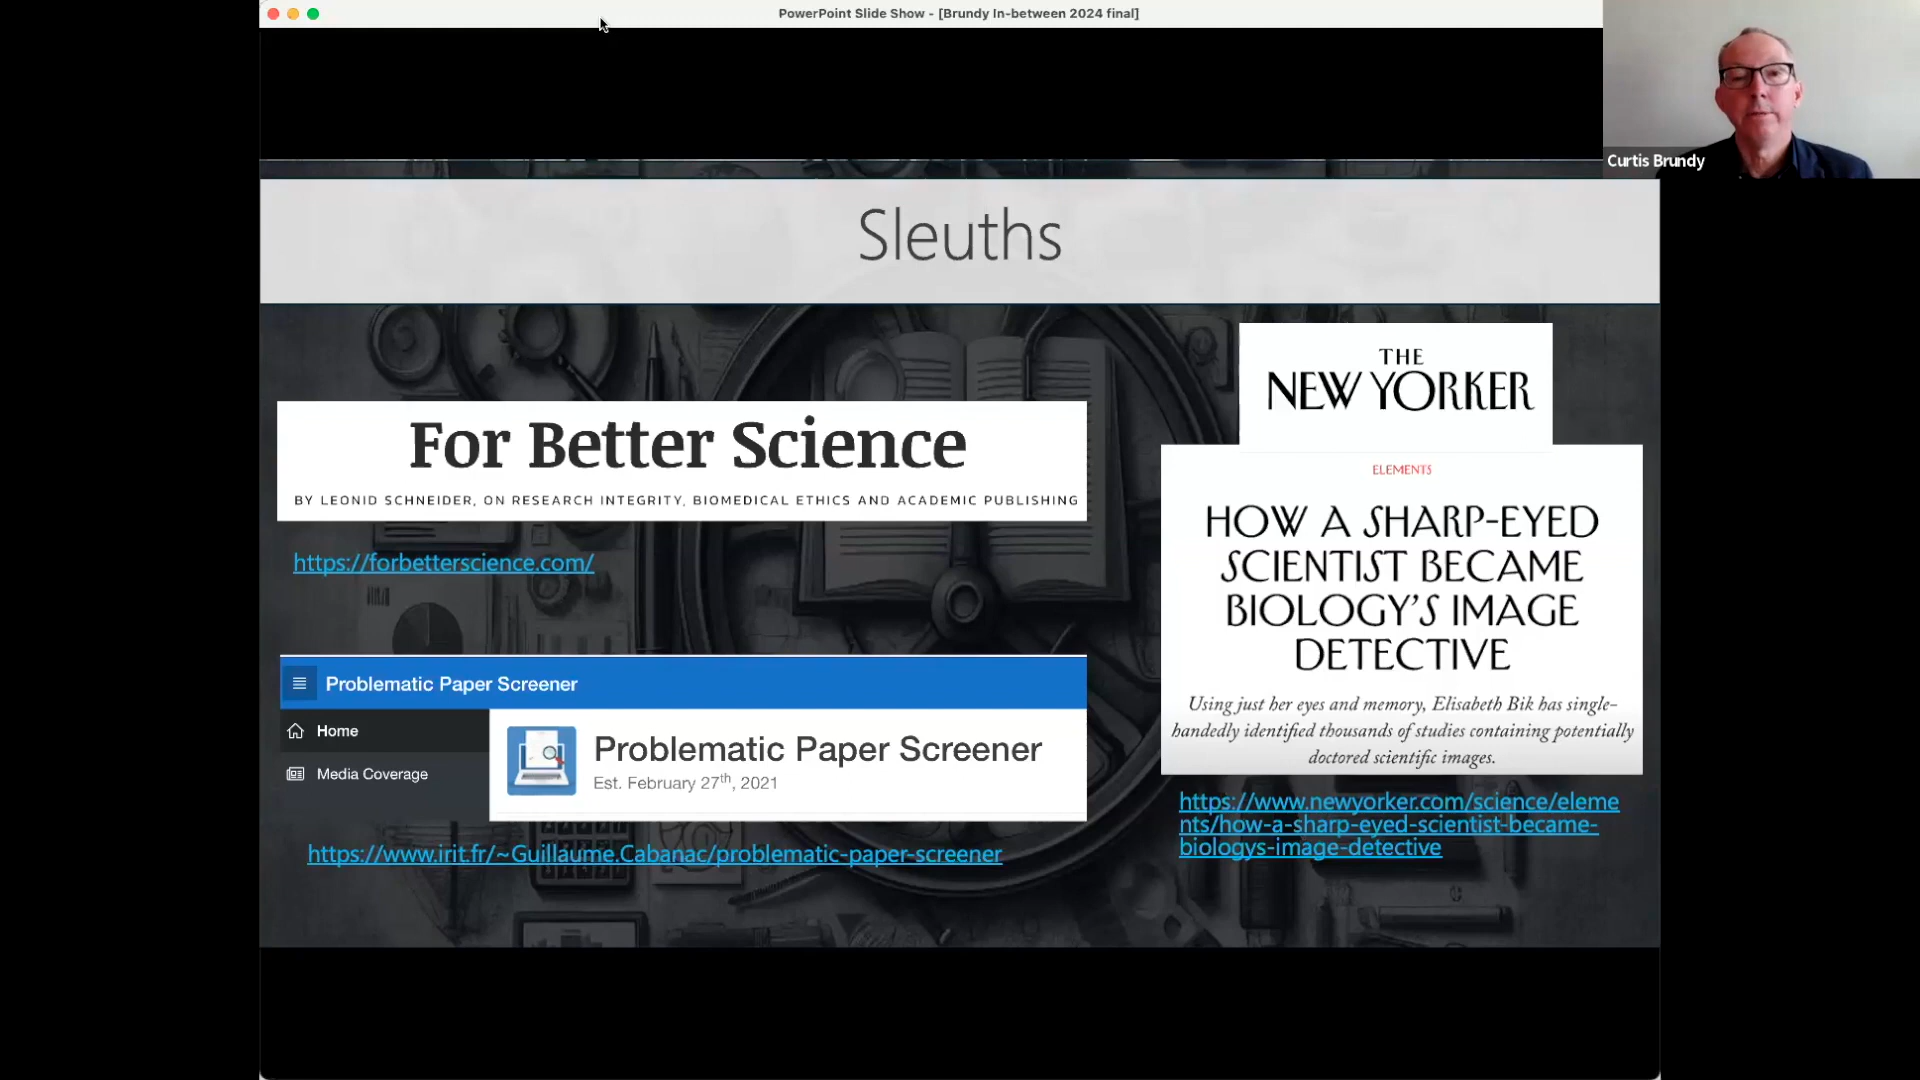 PowerPoint Slide Show - [Brundy In-between 2024 final]
Curtis Brundy
Sleuths
For Better Science
BY LEONID SCHNEIDER, ON RESEARCH INTEGRITY, BIOMEDICAL ETHICS AND ACADEMIC PUBLISHING
https://forbetterscience.com/
Problematic Paper Screener
Home
Media Coverage
Problematic Paper Screener
Est. February 27th, 2021
https://www.irit.fr/~Guillaume.Cabanac/problematic-paper-screener
THE
NEW YORKER
ELEMENTS
HOW A SHARP-EYED
SCIENTIST BECAME
BIOLOGY'S IMAGE
DETECTIVE
Using just her eyes and memory, Elisabeth Bik has single-
handedly identified thousands of studies containing potentially
doctored scientific images.
https://www.newyorker.com/science/eleme
nts/how-a-sharp-eyed-scientist-became-
biologys-image-detective